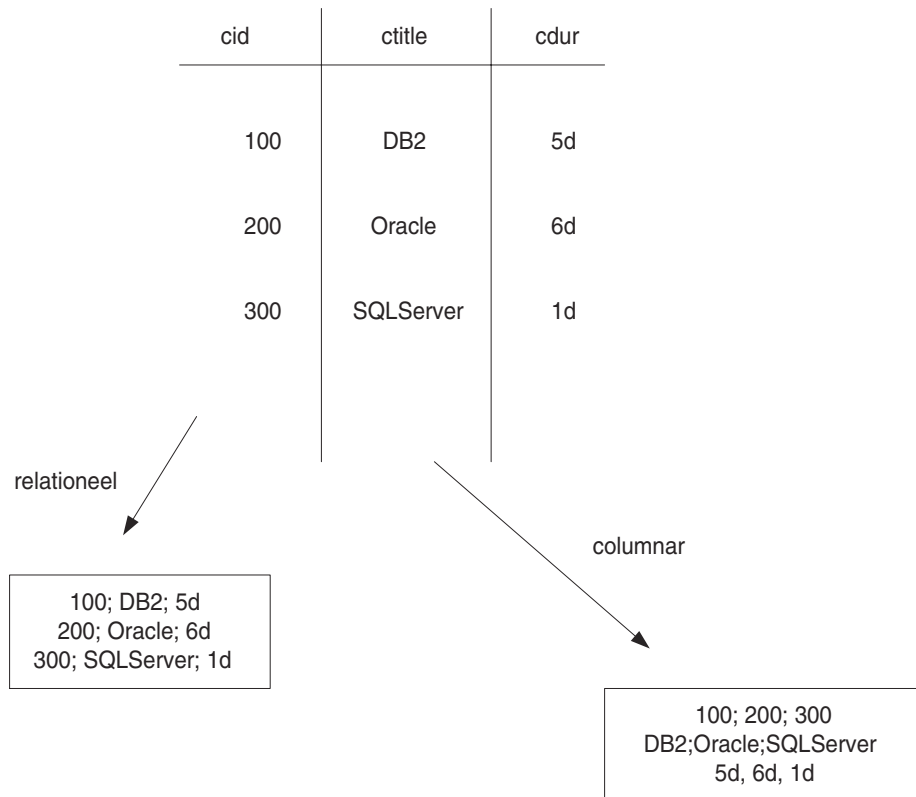 cid ctitle cdur
100 DB2 5d
200 Oracle 6d
300 SQLServer 1d
relationeel
columnar
100; DB2; 5d
200; Oracle; 6d
300; SQLServer; 1d
100; 200; 300
DB2;Oracle;SQLServer
5d, 6d, 1d